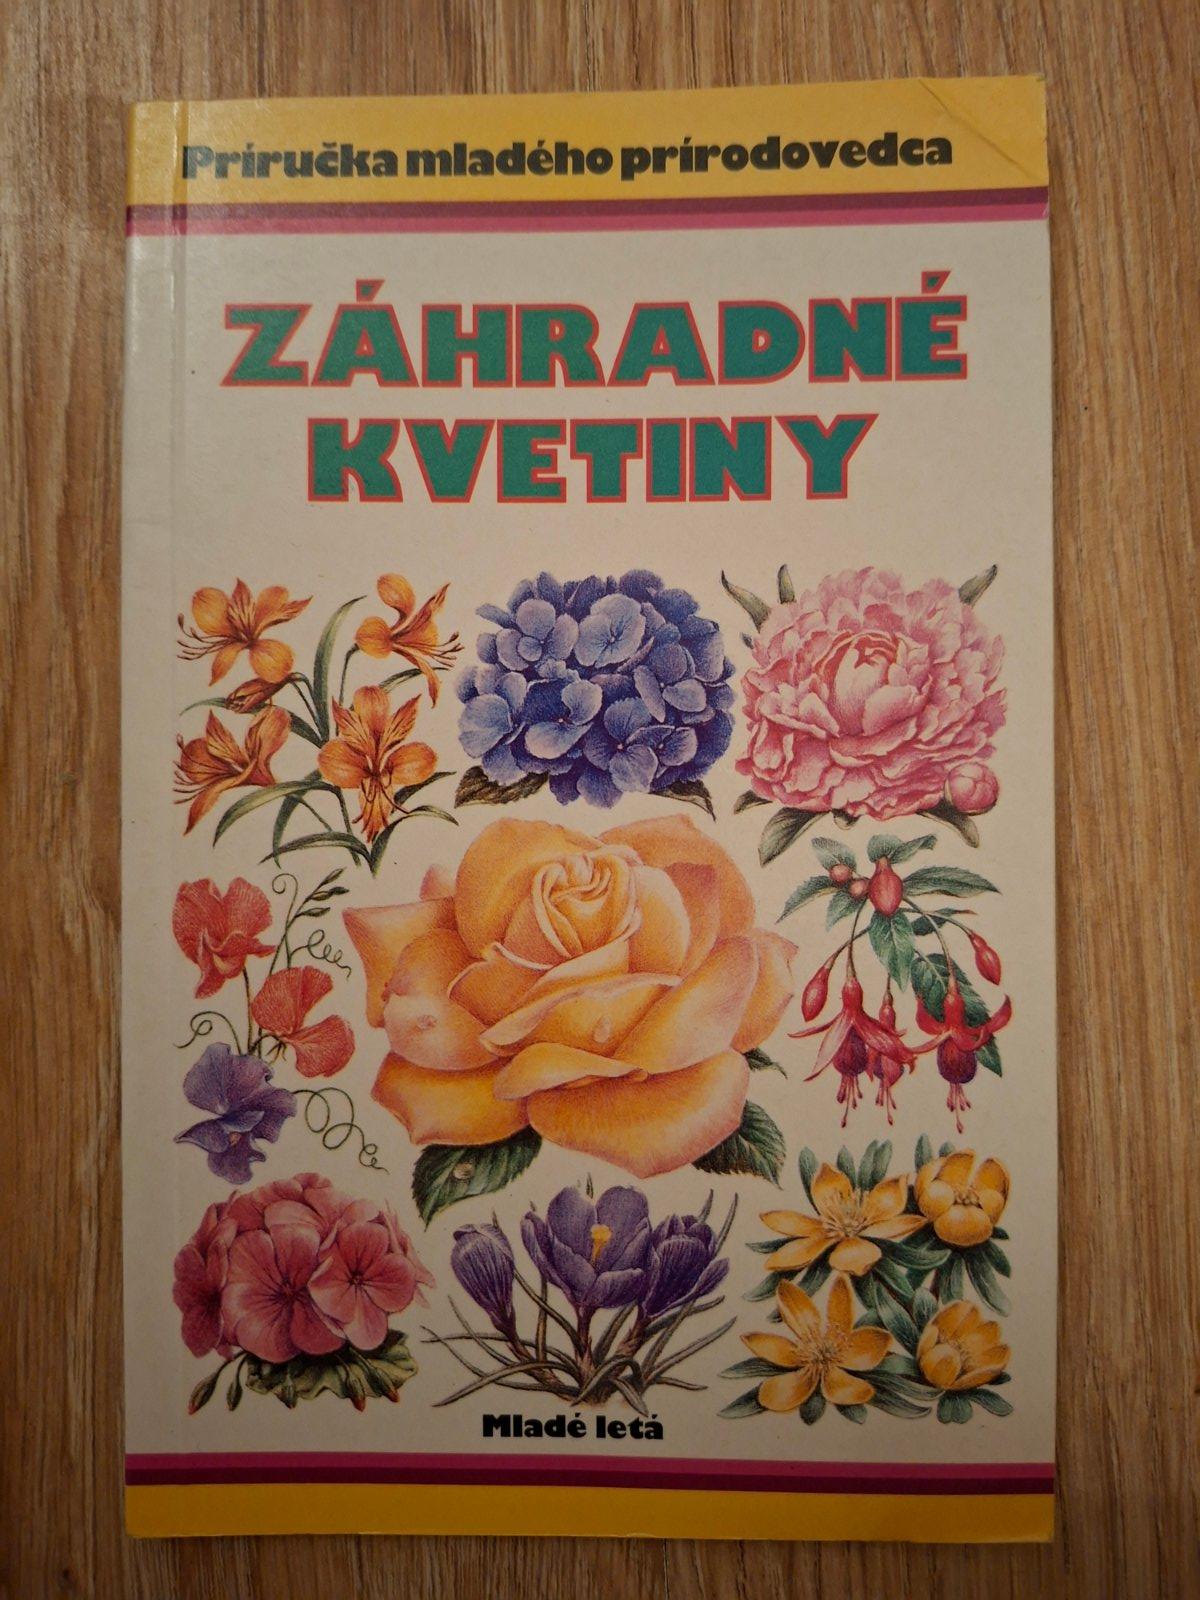 Príručka mladého prírodovedca
ZÁHRADNÉ
KVETINY
Mladé letá